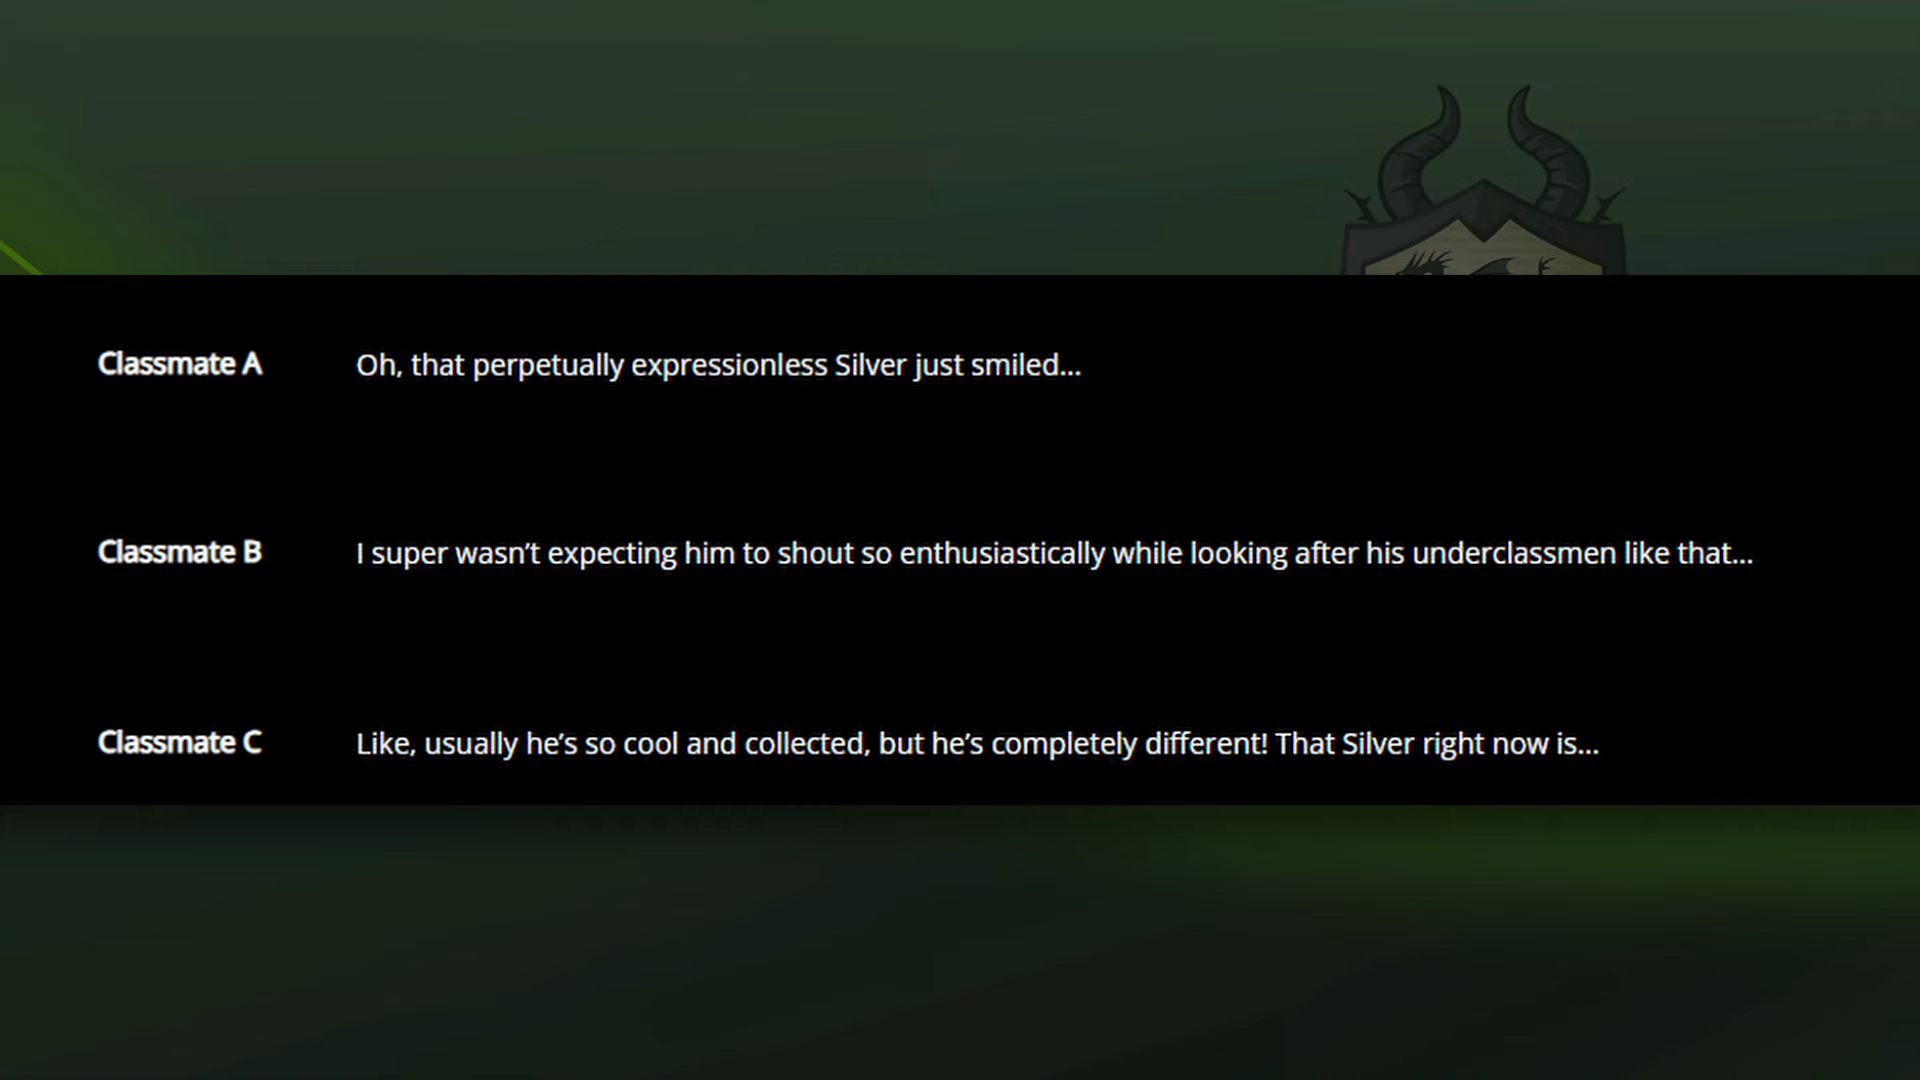 Classmate A Oh, that perpetually expressionless Silver just smiled...
Classmate B I super wasn’t expecting him to shout so enthusiastically while looking after his underclassmen like that...
Classmate C Like, usually he’s so cool and collected, but he’s completely different! That Silver right now is...